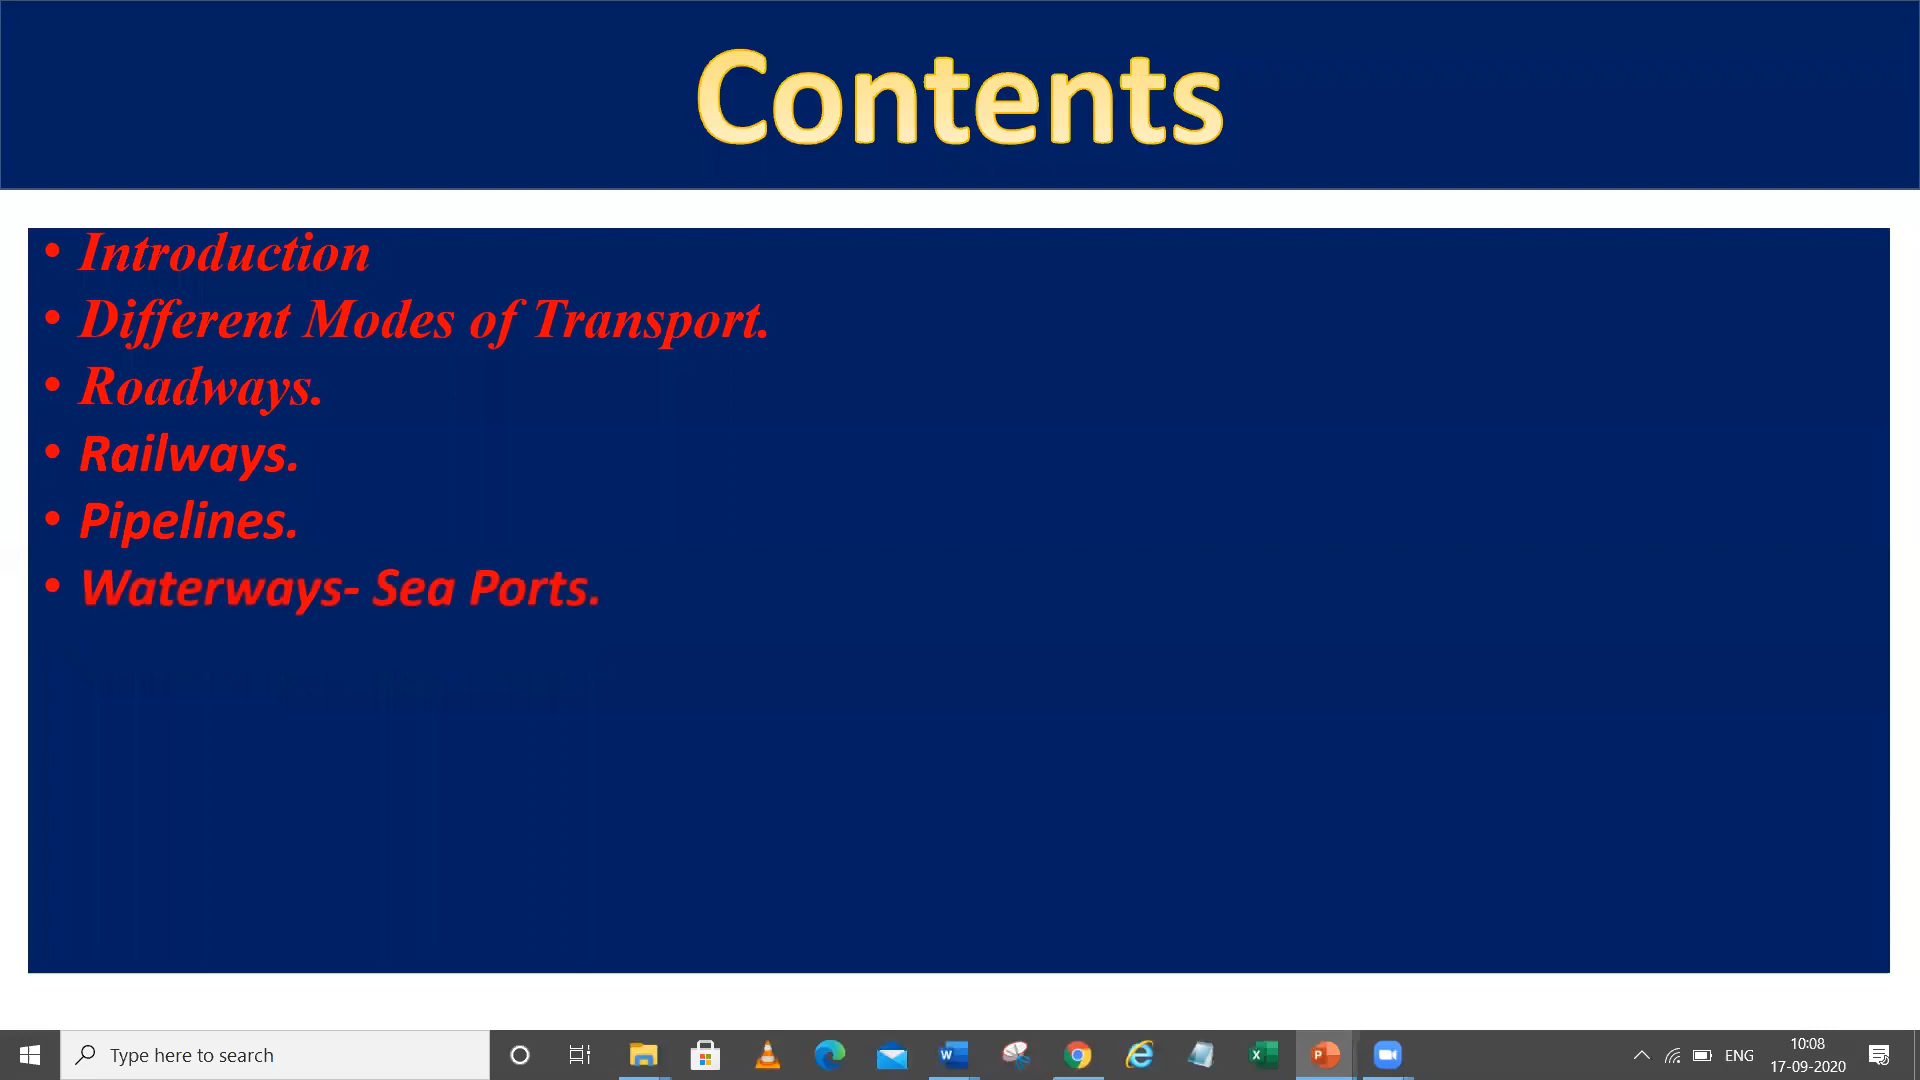 Contents
• Introduction
• Different Modes of Transport.
• Roadways.
• Railways.
• Pipelines.
• Waterways- Sea Ports.
Type here to search
ENG
10:08
17-09-2020